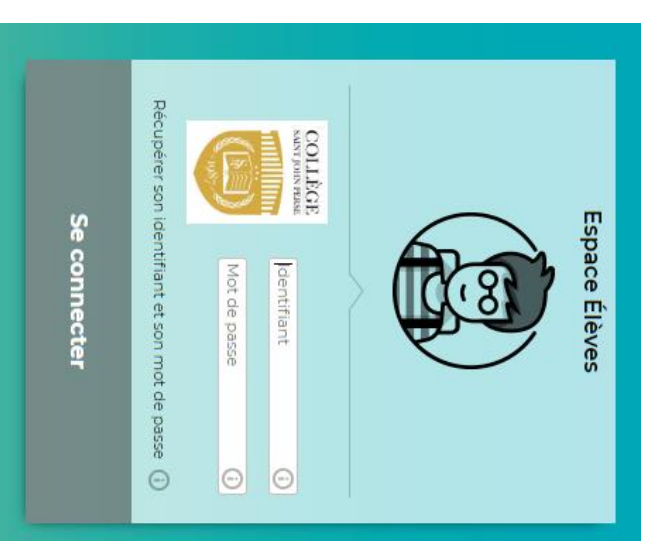 Espace Élèves
COLLÈGE
SAINT JOHN PERSE
1987
Identifiant
Mot de passe
Récupérer son identifiant et son mot de passe
Se connecter